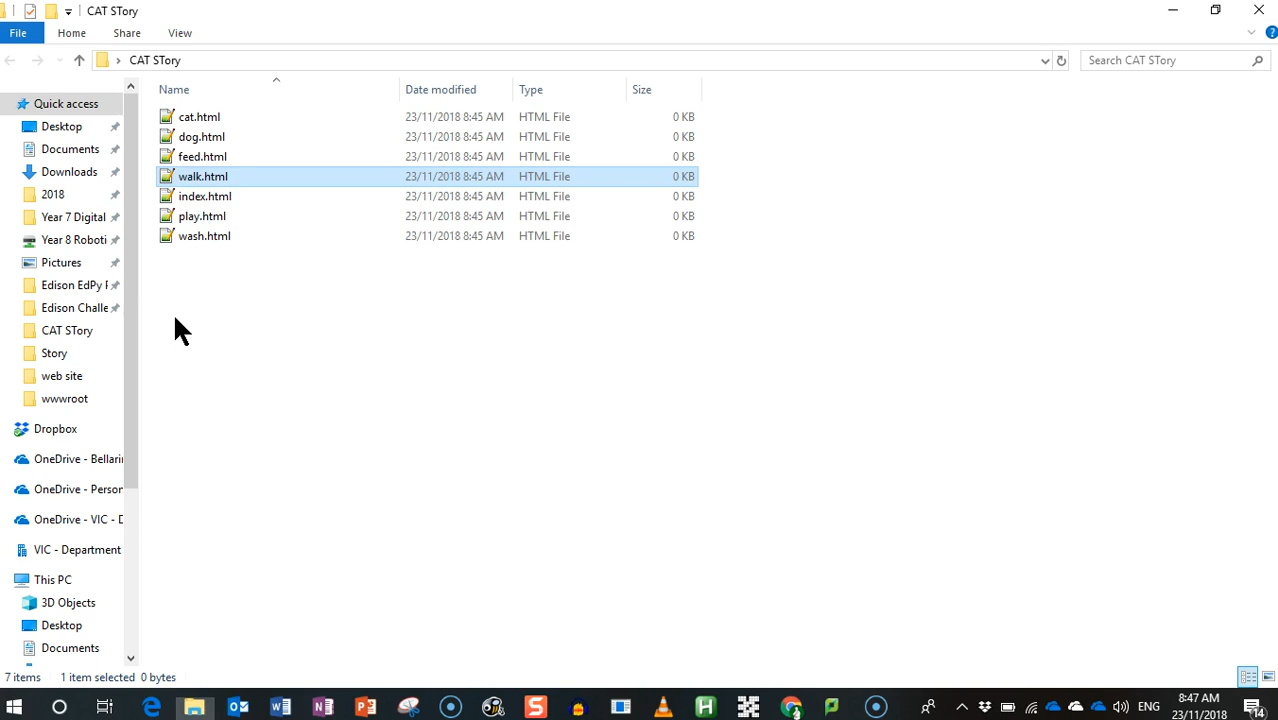 CAT STory
File Home Share View
CAT STory Search CAT STory
Name Date modified Type Size
cat.html 23/11/2018 8:45 AM HTML File 0 KB
dog.html 23/11/2018 8:45 AM HTML File 0 KB
feed.html 23/11/2018 8:45 AM HTML File 0 KB
walk.html 23/11/2018 8:45 AM HTML File 0 KB
index.html 23/11/2018 8:45 AM HTML File 0 KB
play.html 23/11/2018 8:45 AM HTML File 0 KB
wash.html 23/11/2018 8:45 AM HTML File 0 KB
Quick access
Desktop
Documents
Downloads
2018
Year 7 Digital
Year 8 Roboti
Pictures
Edison EdPy
Edison Challe
CAT STory
Story
web site
wwwroot
Dropbox
OneDrive - Bellari
OneDrive - Person
OneDrive - VIC - D
VIC - Department
This PC
3D Objects
Desktop
Documents
7 items 1 item selected 0 bytes
ENG 8:47 AM
23/11/2018 14